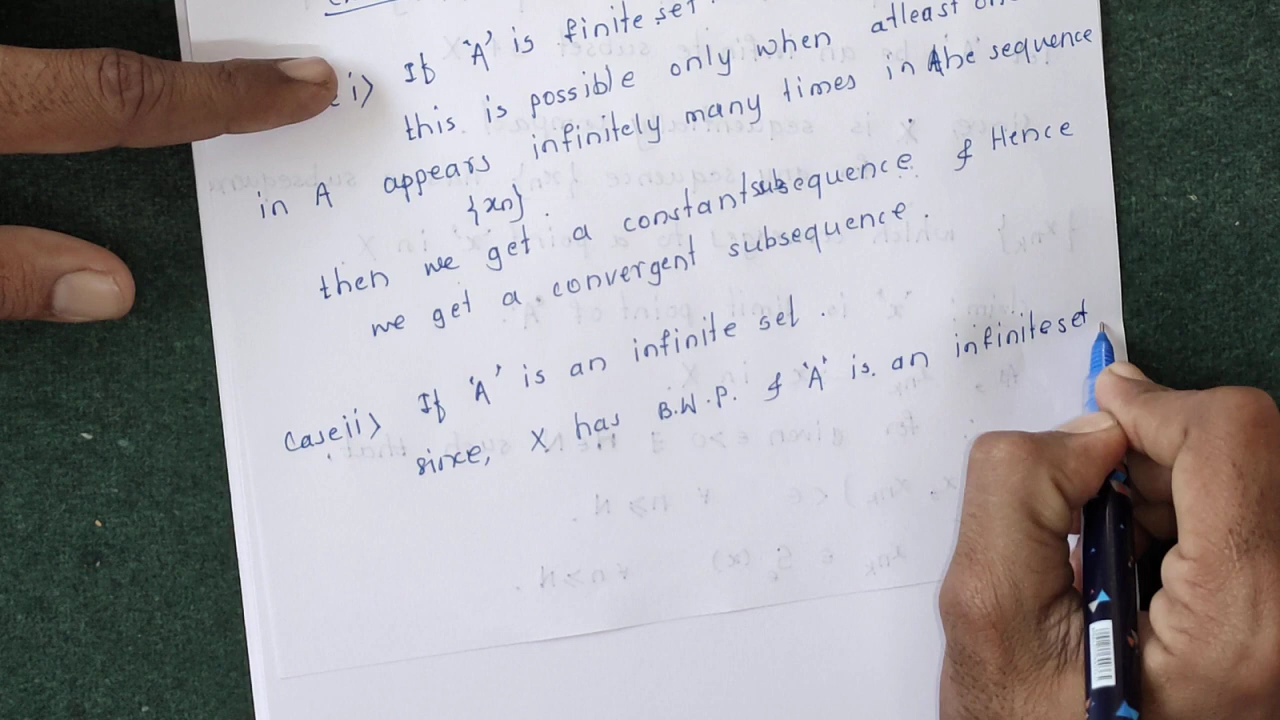 i> If 'A' is finite set.
this is possible only when atleast
in A appears infinitely many times in the sequence
{xn}.
then we get a constant subsequence & Hence
we get a convergent subsequence.
Case ii> If 'A' is an infinite set.
since, X has B.W.P. & 'A' is an infinite set